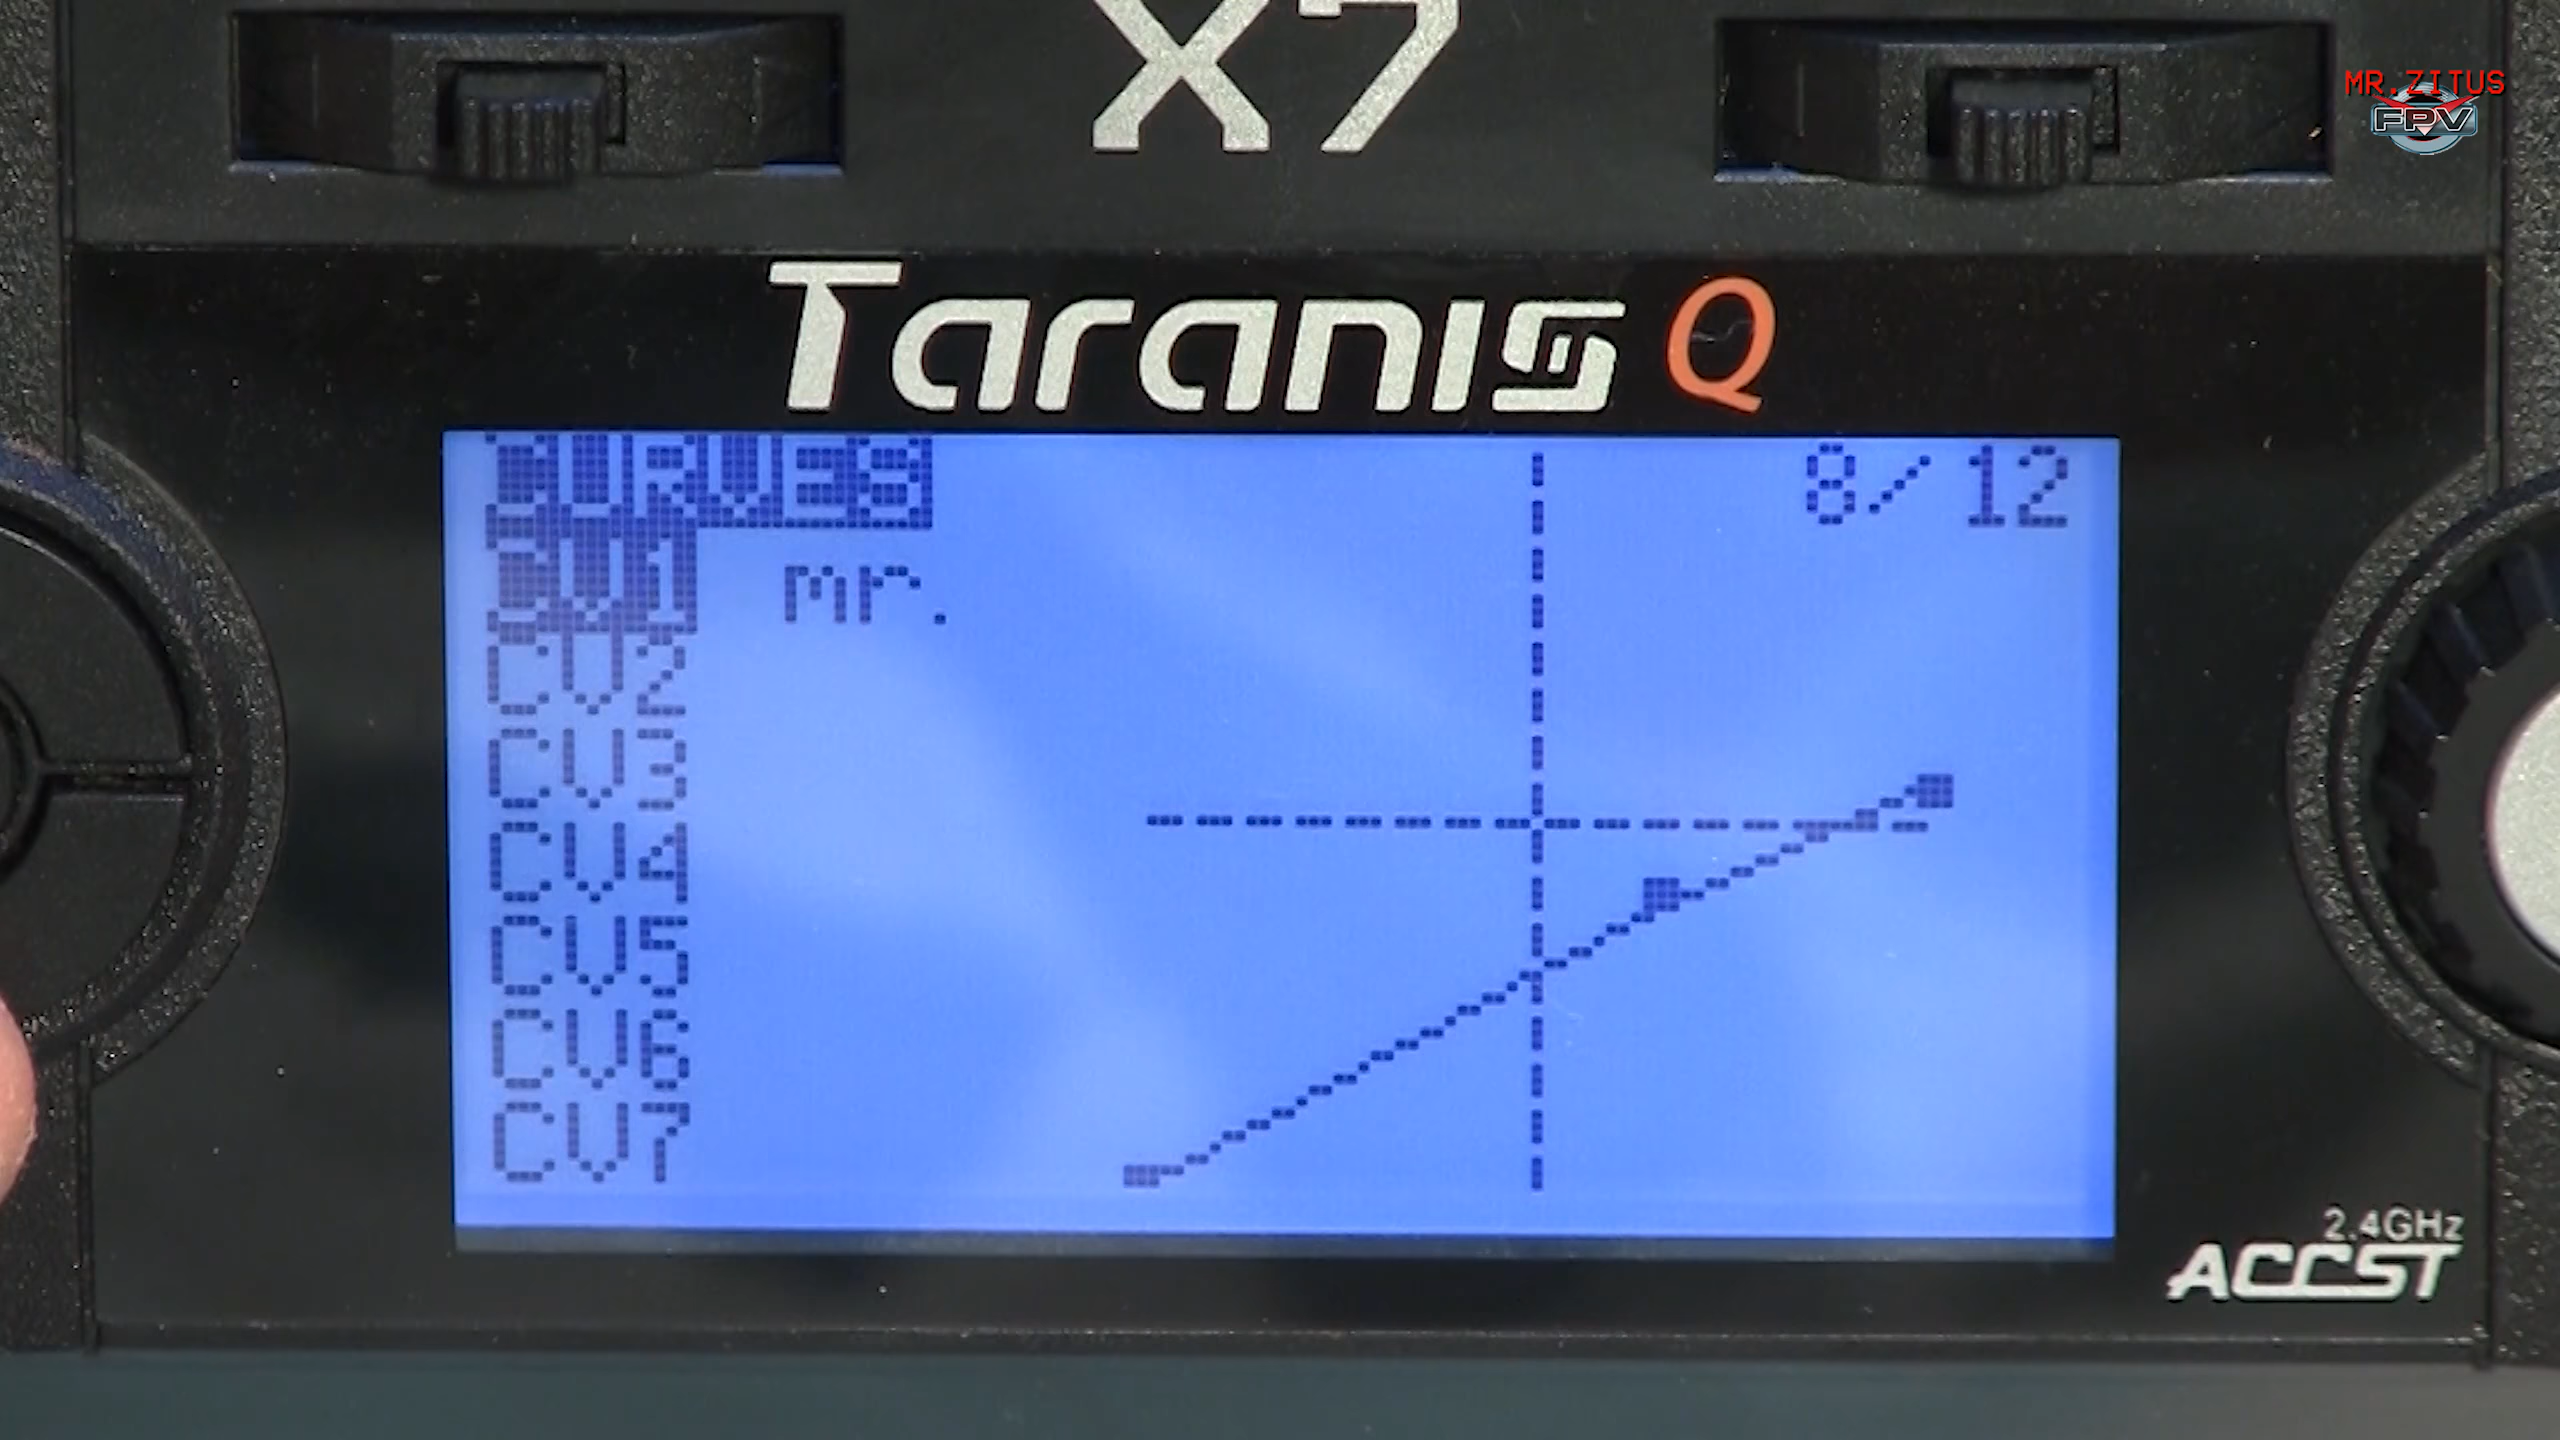 X7
MR.ZITUS
FPV
Taranis Q
CURVES 8/12
CV1 mr.
CV2
CV3
CV4
CV5
CV6
CV7
2.4GHz
ACCST